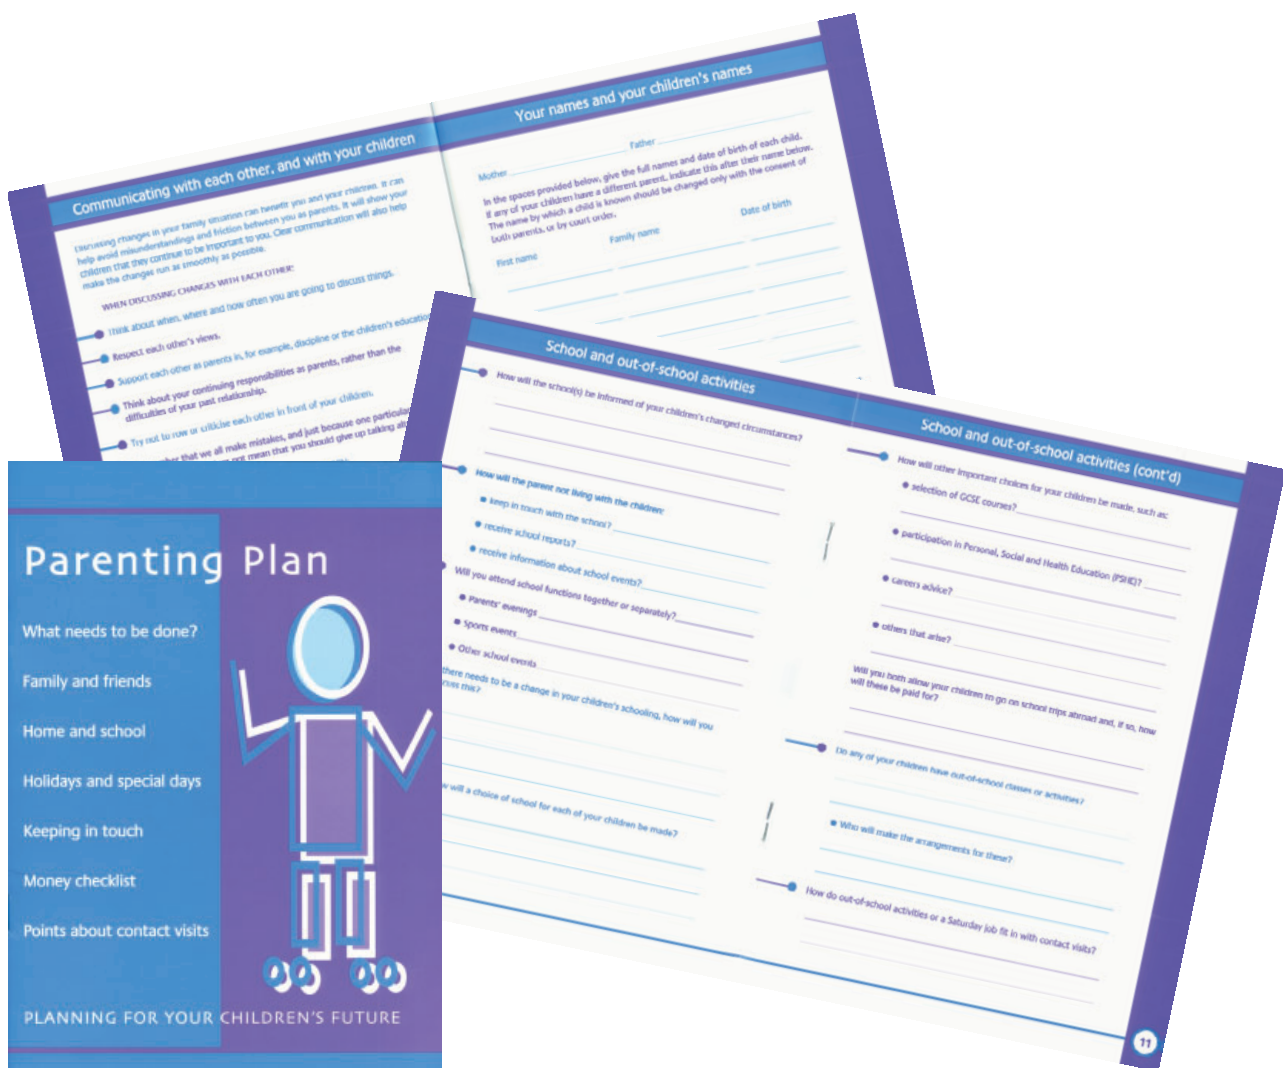 Communicating with each other, and with your children
Discussing changes in your family situation can benefit you and your children. It can
help avoid misunderstandings and friction between you as parents. It will show your
children that they continue to be important to you. Clear communication will also help
make the changes run as smoothly as possible.
WHEN DISCUSSING CHANGES WITH EACH OTHER:
Think about when, where and how often you are going to discuss things.
Respect each other's views.
Support each other as parents in, for example, discipline or the children's education
Think about your continuing responsibilities as parents, rather than the
difficulties of your past relationship.
Try not to row or criticise each other in front of your children.
that we all make mistakes, and just because one particular
not mean that you should give up talking
Your names and your children's names
Mother
Father
In the spaces provided below, give the full names and date of birth of each child.
If any of your children have a different parent, indicate this after their name below.
The name by which a child is known should be changed only with the consent of
both parents, or by court order.
First name
Family name
Date of birth
School and out-of-school activities
How will the school(s) be informed of your children's changed circumstances?
How will the parent not living with the children:
keep in touch with the school?
receive school reports?
receive information about school events?
Will you attend school functions together or separately?
Parents' evenings
Sports events
Other school events
there needs to be a change in your children's schooling, how will you
this?
will a choice of school for each of your children be made?
School and out-of-school activities (cont'd)
How will other important choices for your children be made, such as:
selection of GCSE courses?
participation in Personal, Social and Health Education (PSHE)?
careers advice?
others that arise?
Will you both allow your children to go on school trips abroad and, if so, how
will these be paid for?
Do any of your children have out-of-school classes or activities?
Who will make the arrangements for these?
How do out-of-school activities or a Saturday job fit in with contact visits?
11
Parenting Plan
What needs to be done?
Family and friends
Home and school
Holidays and special days
Keeping in touch
Money checklist
Points about contact visits
PLANNING FOR YOUR CHILDREN'S FUTURE